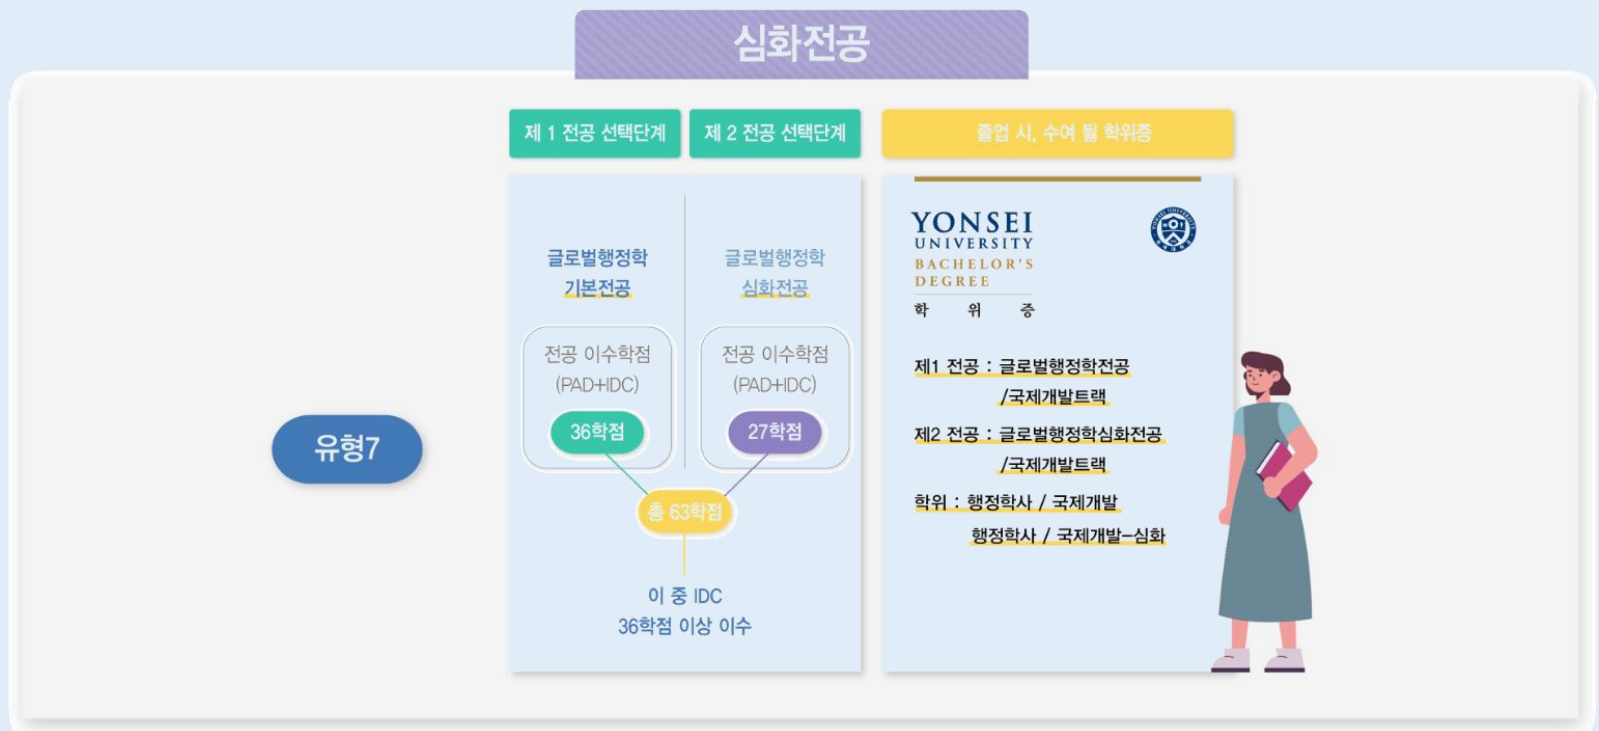 심화전공
제 1 전공 선택단계
제 2 전공 선택단계
졸업 시, 수여 될 학위증
유형7
글로벌행정학
기본전공
전공 이수학점
(PAD+IDC)
36학점
글로벌행정학
심화전공
전공 이수학점
(PAD+IDC)
27학점
총 63학점
이 중 IDC
36학점 이상 이수
YONSEI
UNIVERSITY
BACHELOR'S
DEGREE
학 위 증
제1 전공 : 글로벌행정학전공
/국제개발트랙
제2 전공 : 글로벌행정학심화전공
/국제개발트랙
학위 : 행정학사 / 국제개발
행정학사 / 국제개발-심화